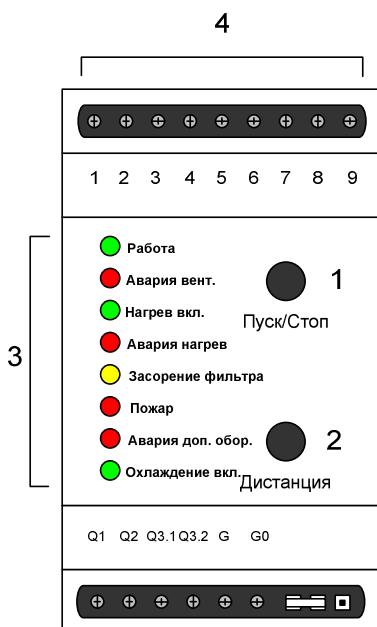 4
1 2 3 4 5 6 7 8 9
Работа
Авария вент.
1
Нагрев вкл.
Пуск/Стоп
Авария нагрев
3
Засорение фильтра
Пожар
Авария доп. обор.
2
Охлаждение вкл.
Дистанция
Q1 Q2 Q3.1 Q3.2 G G0